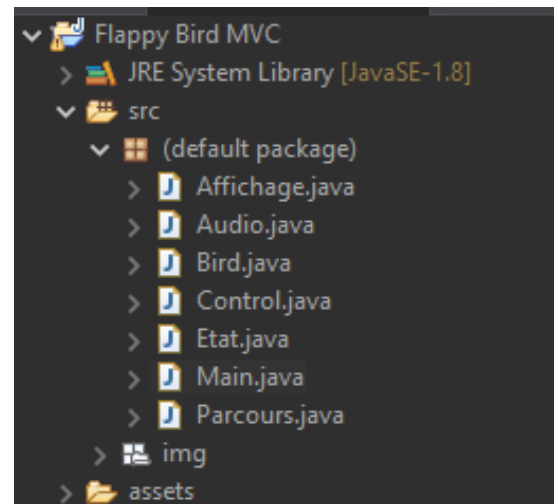 Flappy Bird MVC
JRE System Library [JavaSE-1.8]
src
(default package)
Affichage.java
Audio.java
Bird.java
Control.java
Etat.java
Main.java
Parcours.java
img
assets